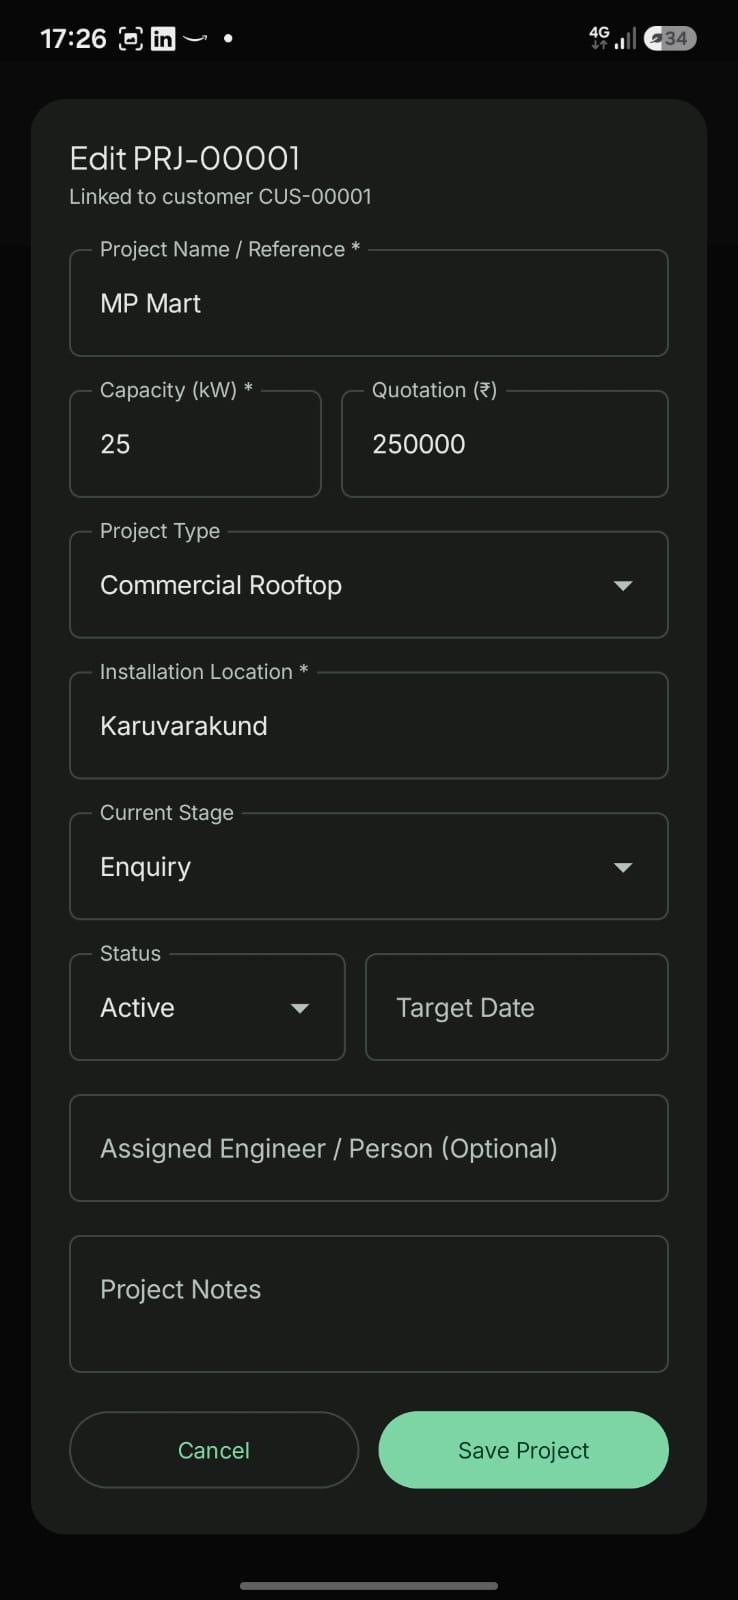 17:26 in 4G 34
Edit PRJ-00001
Linked to customer CUS-00001
Project Name / Reference *
MP Mart
Capacity (kW) * Quotation (₹)
25 250000
Project Type
Commercial Rooftop
Installation Location *
Karuvarakund
Current Stage
Enquiry
Status
Active Target Date
Assigned Engineer / Person (Optional)
Project Notes
Cancel Save Project